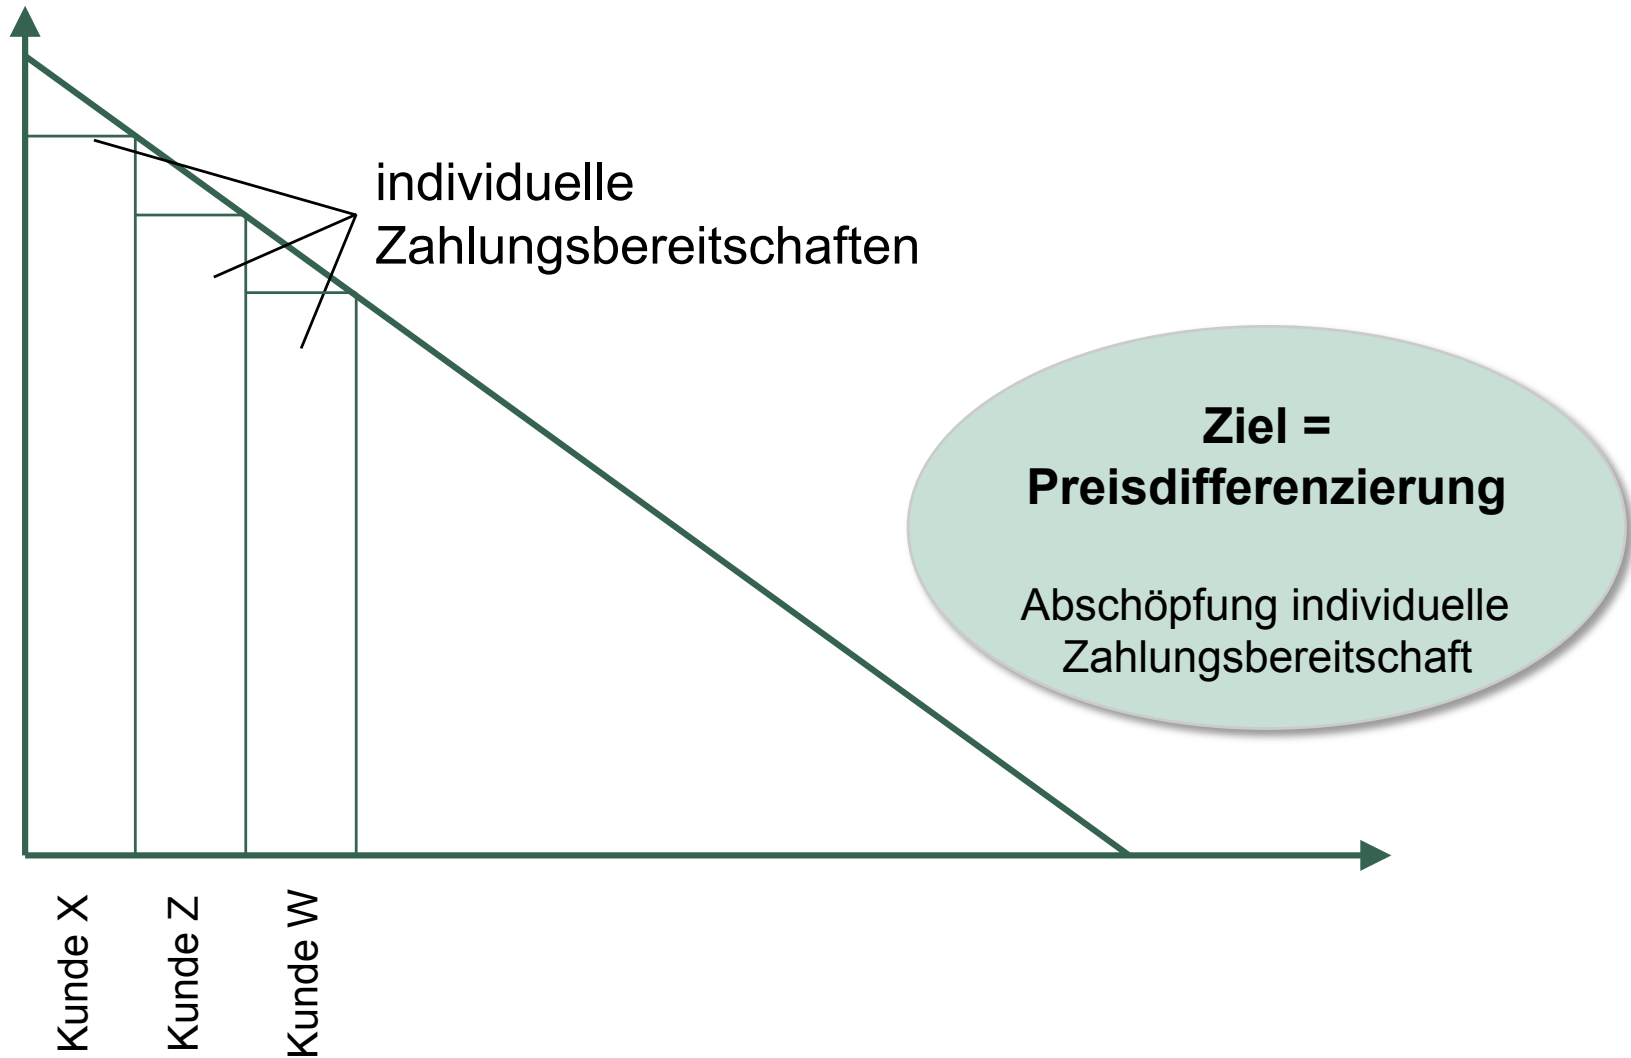 individuelle
Zahlungsbereitschaften
Ziel =
Preisdifferenzierung
Abschöpfung individuelle
Zahlungsbereitschaft
Kunde X
Kunde Z
Kunde W